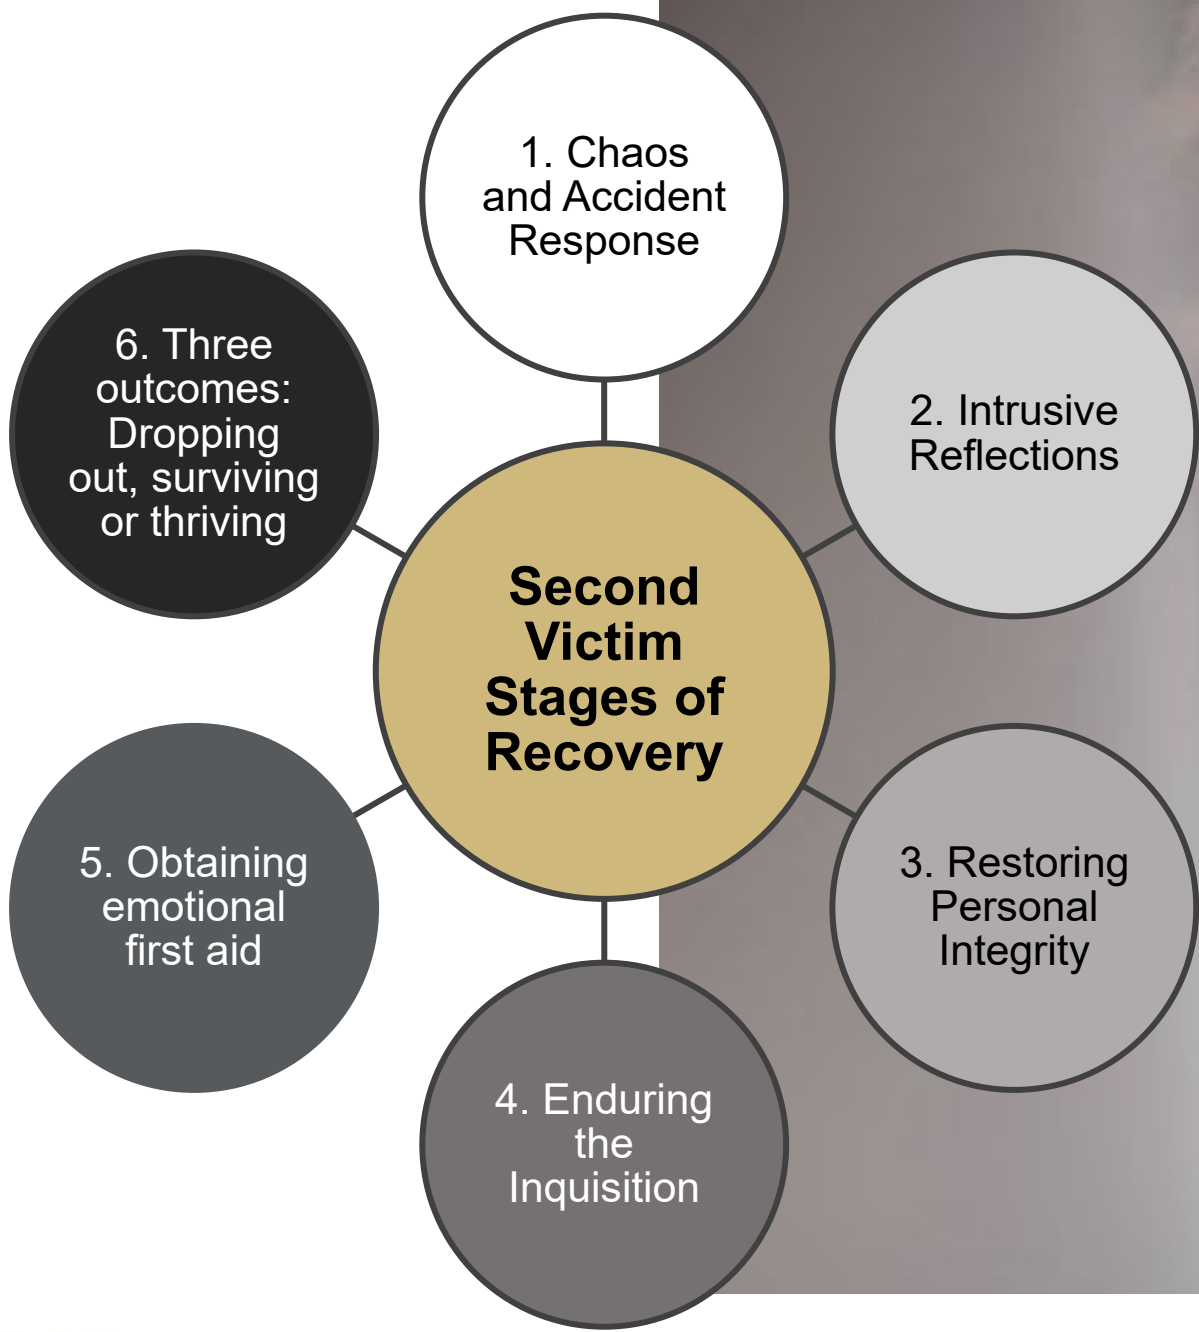 1. Chaos
and Accident
Response
2. Intrusive
Reflections
3. Restoring
Personal
Integrity
4. Enduring
the
Inquisition
5. Obtaining
emotional
first aid
6. Three
outcomes:
Dropping
out, surviving
or thriving
Second
Victim
Stages of
Recovery